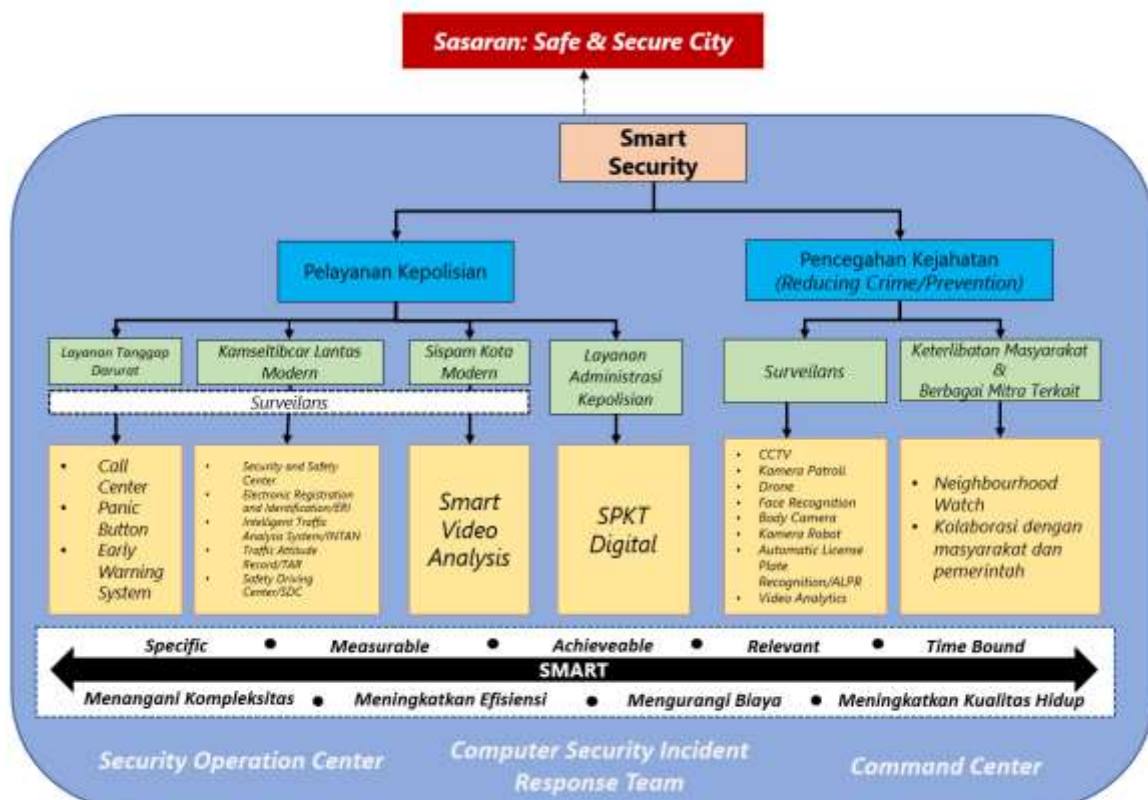 Sasaran: Safe & Secure City
Smart
Security
Pelayanan Kepolisian
Pencegahan Kejahatan
(Reducing Crime/Prevention)
Layanan Tanggap
Darurat
Kamseltibcar Lantas
Modern
Sispam Kota
Modern
Layanan
Administrasi
Kepolisian
Surveilans
Keterlibatan Masyarakat
&
Berbagai Mitra Terkait
Surveilans
• Call
Center
• Panic
Button
• Early
Warning
System
• Security and Safety
Center
• Electronic Registration
and Identification/ERI
• Intelligent Traffic
Analysis System/INTAN
• Traffic Attitude
Record/TAR
• Safety Driving
Center/SDC
Smart
Video
Analysis
SPKT
Digital
• CCTV
• Kamera Patroli
• Drone
• Face Recognition
• Body Camera
• Kamera Robot
• Automatic License
Plate
Recognition/ALPR
• Video Analytics
• Neighbourhood
Watch
• Kolaborasi dengan
masyarakat dan
pemerintah
Specific • Measurable • Achieveable • Relevant • Time Bound
SMART
Menangani Kompleksitas • Meningkatkan Efisiensi • Mengurangi Biaya • Meningkatkan Kualitas Hidup
Security Operation Center
Computer Security Incident
Response Team
Command Center